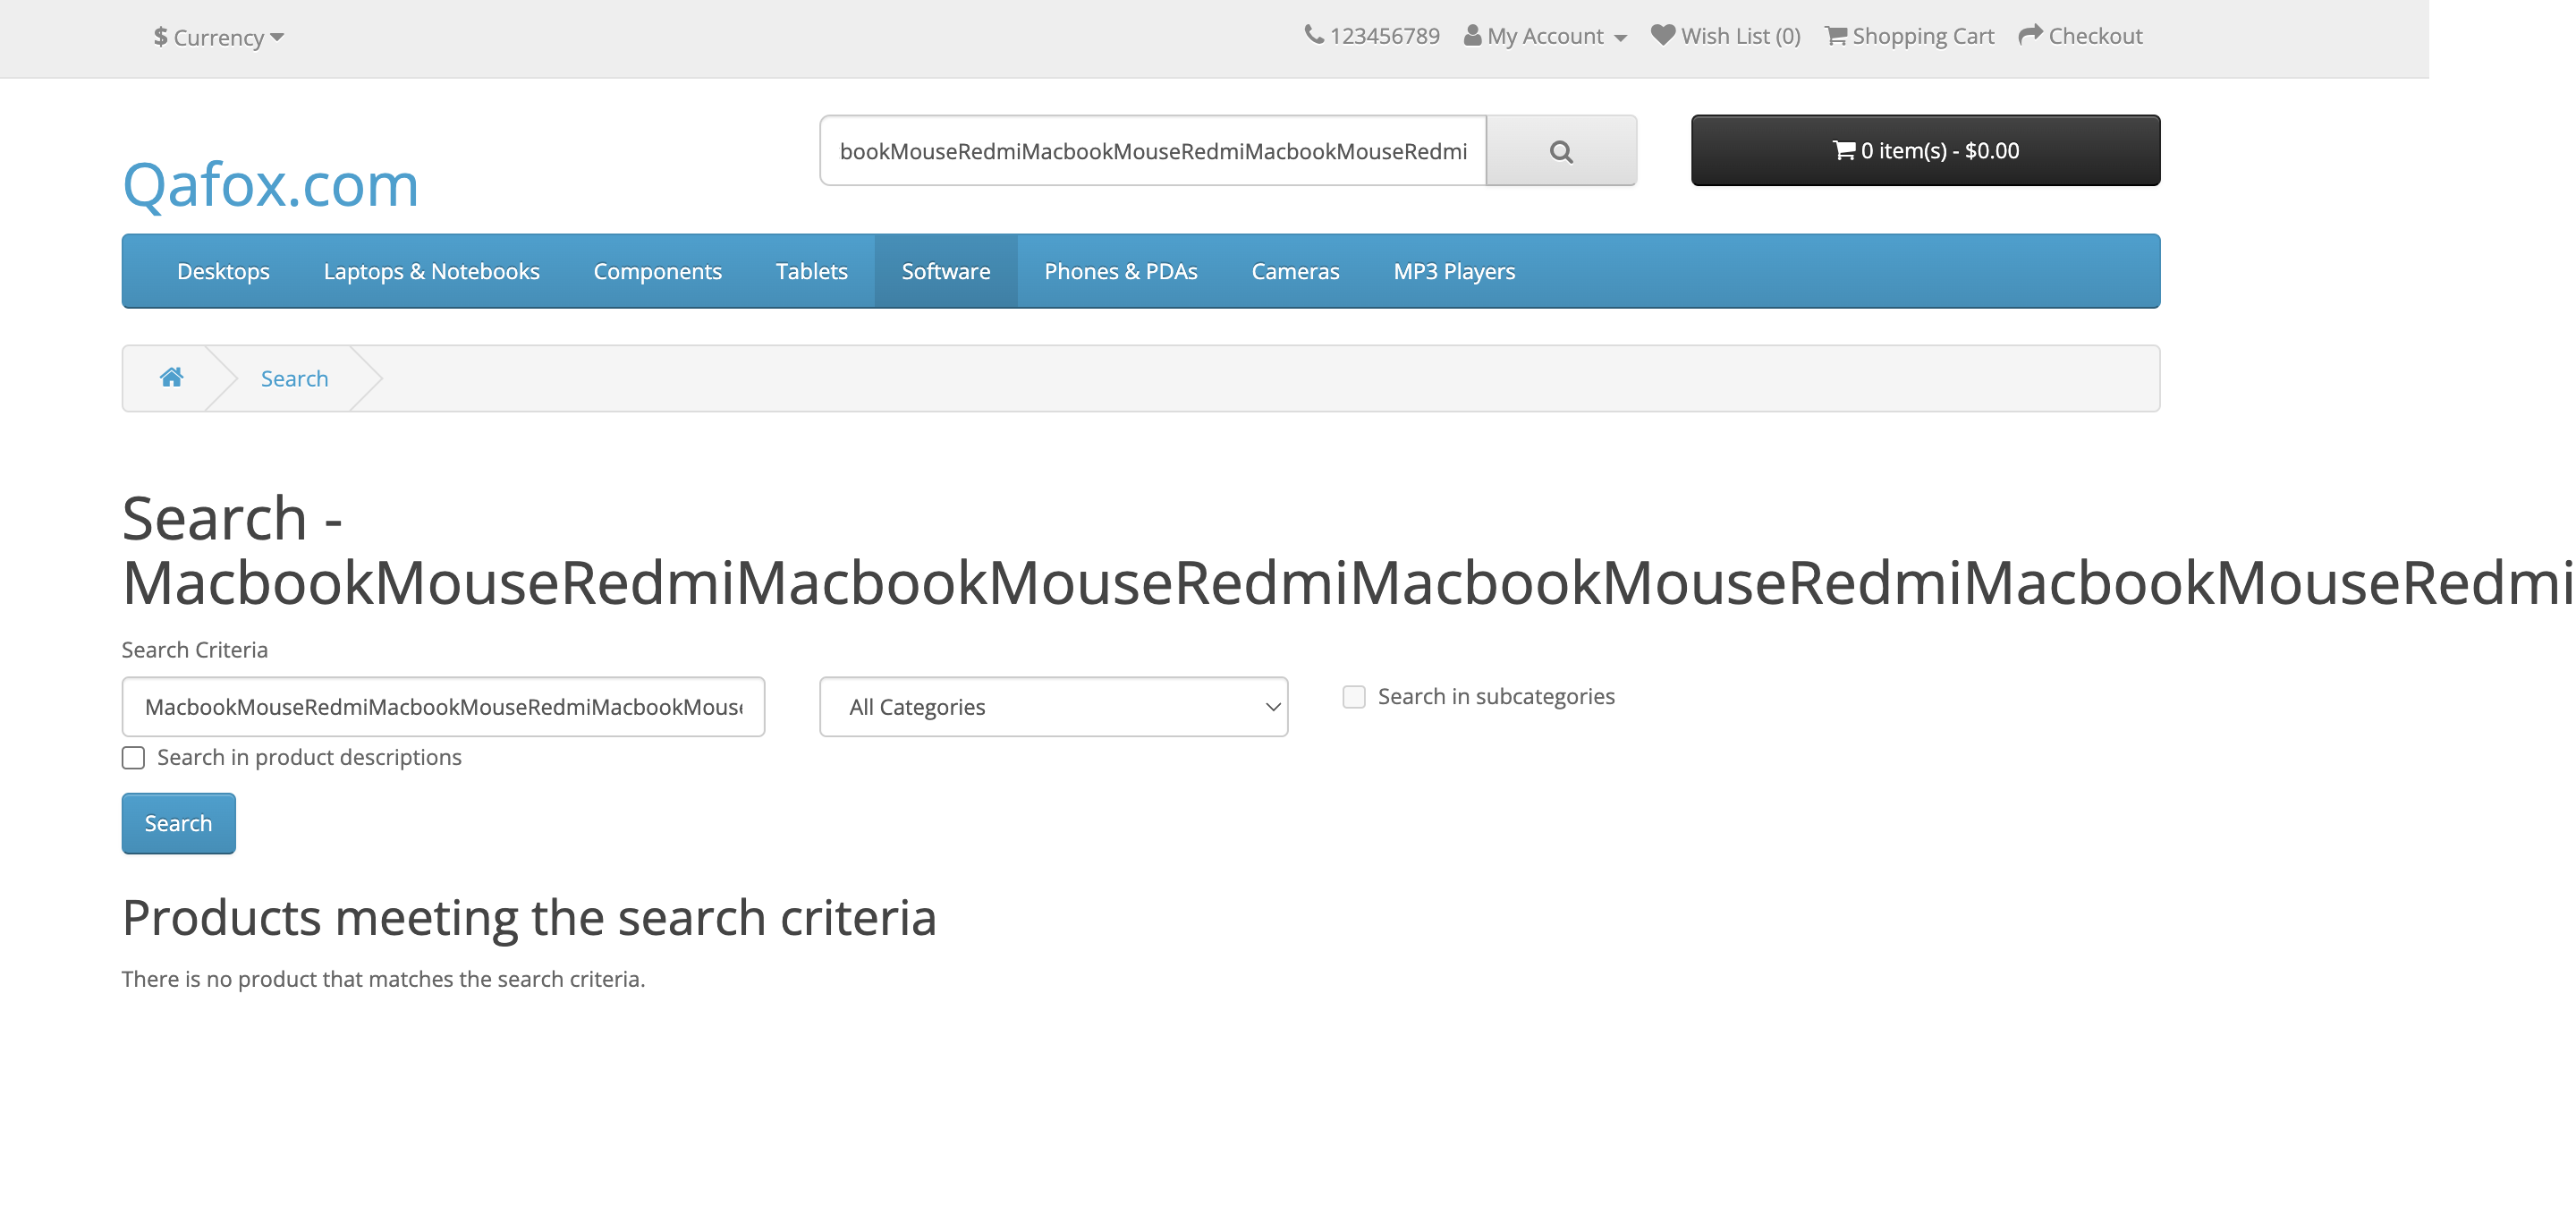 $ Currency
123456789 My Account Wish List (0) Shopping Cart Checkout
bookMouseRedmiMacbookMouseRedmiMacbookMouseRedmi
0 item(s) - $0.00
Qafox.com
Desktops Laptops & Notebooks Components Tablets Software Phones & PDAs Cameras MP3 Players
Search
Search -
MacbookMouseRedmiMacbookMouseRedmiMacbookMouseRedmiMacbookMouseRedmi
Search Criteria
MacbookMouseRedmiMacbookMouseRedmiMacbookMous
All Categories
Search in subcategories
Search in product descriptions
Search
Products meeting the search criteria
There is no product that matches the search criteria.